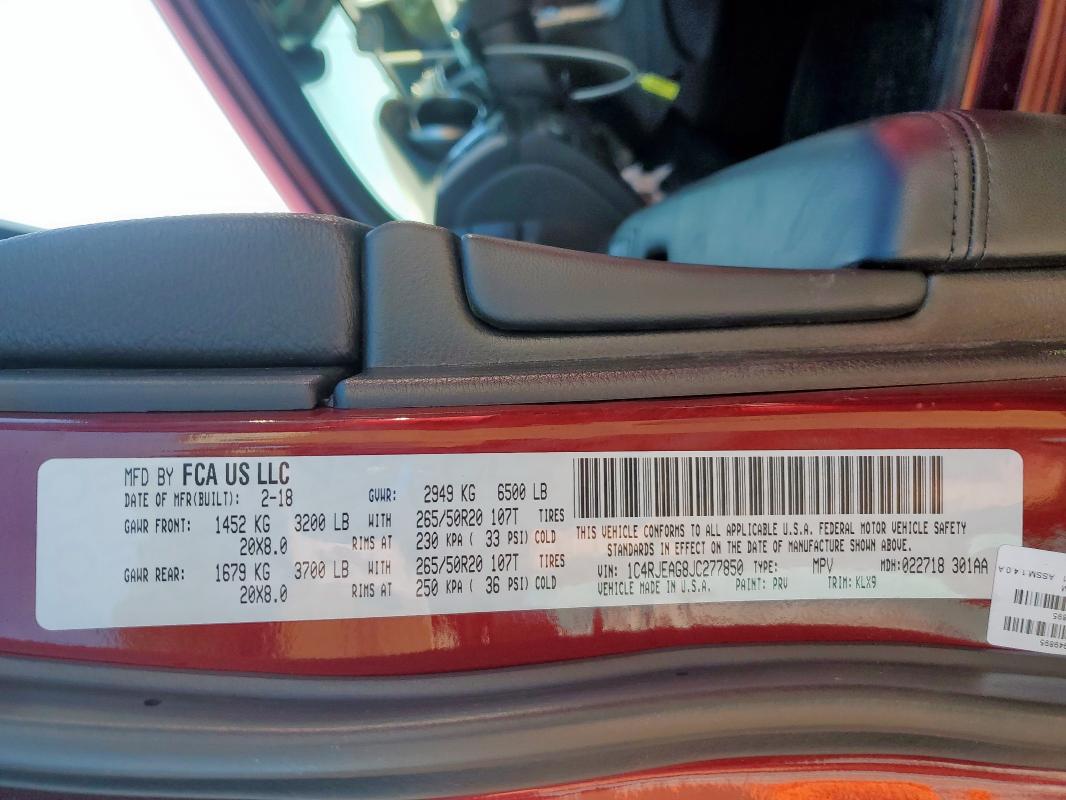 MFD BY FCA US LLC
DATE OF MFR(BUILT): 2-18 GVWR: 2949 KG 6500 LB
GAWR FRONT: 1452 KG 3200 LB WITH 265/50R20 107T TIRES
20X8.0 RIMS AT 230 KPA ( 33 PSI) COLD
GAWR REAR: 1679 KG 3700 LB WITH 265/50R20 107T TIRES
20X8.0 RIMS AT 250 KPA ( 36 PSI) COLD
THIS VEHICLE CONFORMS TO ALL APPLICABLE U.S.A. FEDERAL MOTOR VEHICLE SAFETY
STANDARDS IN EFFECT ON THE DATE OF MANUFACTURE SHOWN ABOVE.
VIN: 1C4RJEAG8JC277850 TYPE: MPV MDH:022718 301AA
VEHICLE MADE IN U.S.A. PAINT: PRV TRIM: KLX9
ASSM 1 4 0 A